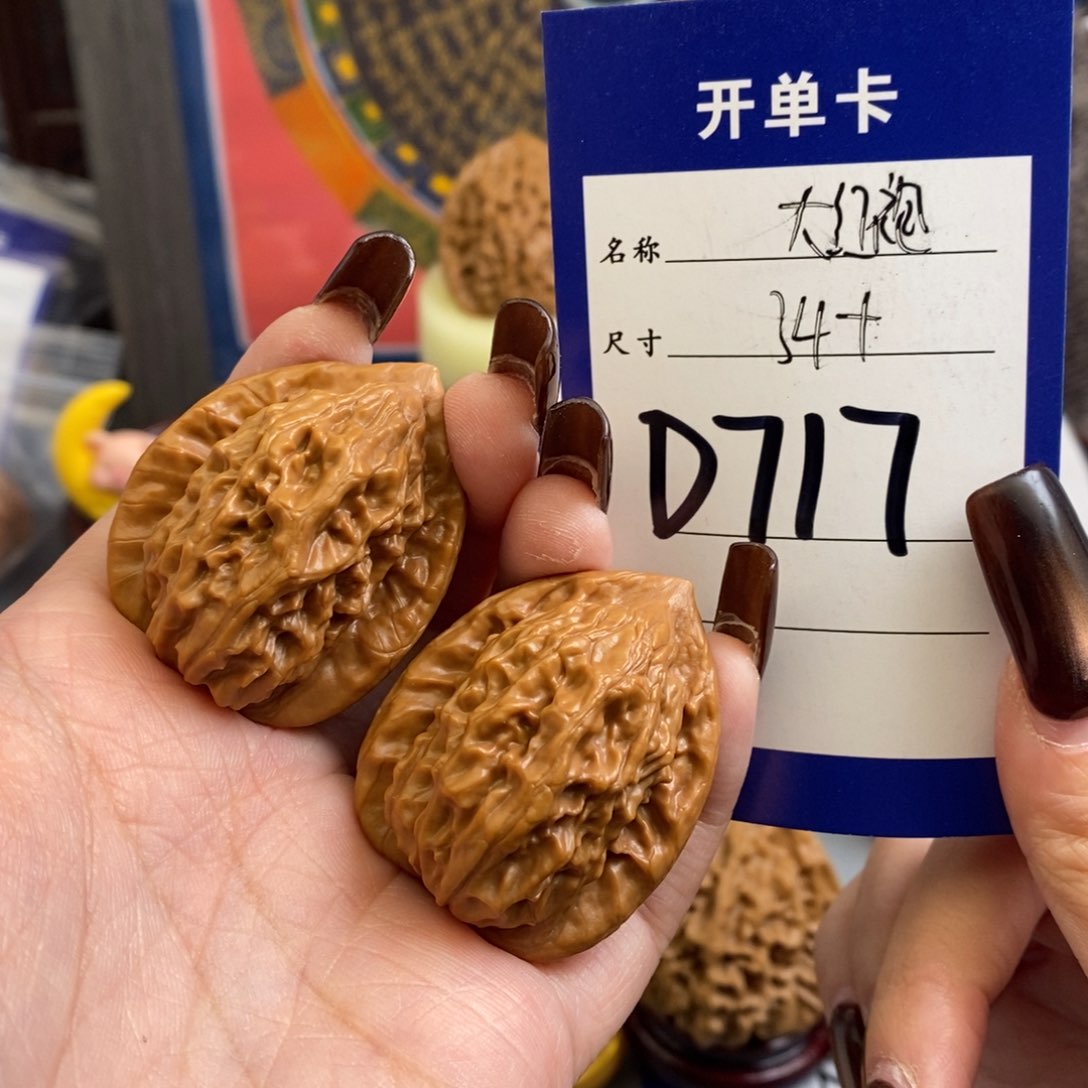 开单卡
名称 大红袍
尺寸 34+
D717